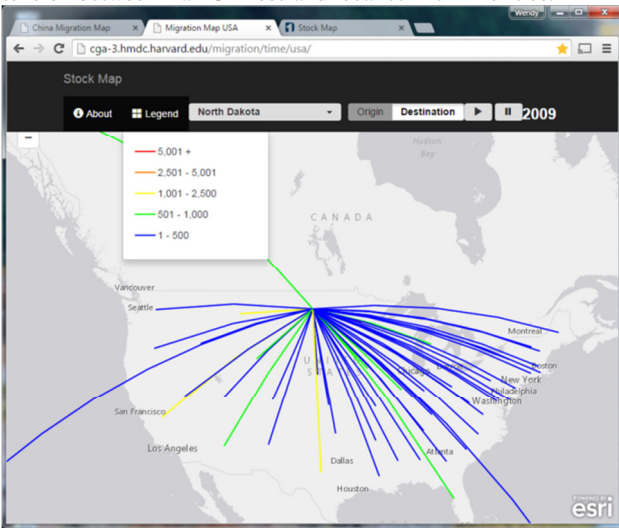 Wendy
China Migration Map
Migration Map USA
Stock Map
cga-3.hmdc.harvard.edu/migration/time/usa/
Stock Map
About
Legend
North Dakota
Origin
Destination
2009
5,001 +
2,501 - 5,001
1,001 - 2,500
501 - 1,000
1 - 500
Hudson
Bay
CANADA
Vancouver
Seattle
Montreal
Chicago
Boston
New York
Philadelphia
Washington
San Francisco
Los Angeles
Atlanta
Dallas
Houston
POWERED BY
esri